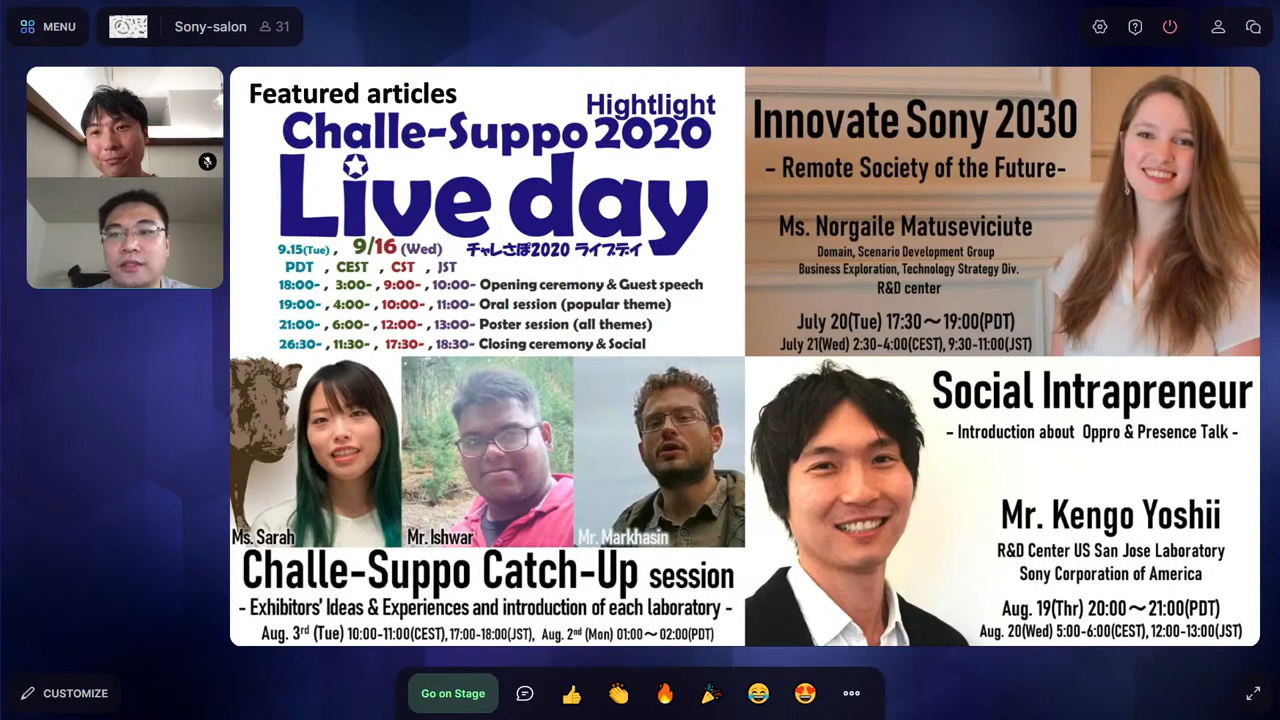 MENU
Sony-salon 31
Featured articles
Hightlight
Challe-Suppo 2020
Live day
9.15(Tue) , 9/16 (Wed) チャレさぽ2020 ライブデイ
PDT , CEST , CST , JST
18:00- , 3:00- , 9:00- , 10:00- Opening ceremony & Guest speech
19:00- , 4:00- , 10:00- , 11:00- Oral session (popular theme)
21:00- , 6:00- , 12:00- , 13:00- Poster session (all themes)
26:30- , 11:30- , 17:30- , 18:30- Closing ceremony & Social
Innovate Sony 2030
- Remote Society of the Future-
Ms. Norgaile Matuseviciute
Domain, Scenario Development Group
Business Exploration, Technology Strategy Div.
R&D center
July 20(Tue) 17:30～19:00(PDT)
July 21(Wed) 2:30-4:00(CEST), 9:30-11:00(JST)
Ms. Sarah
Mr. Ishwar
Mr. Markhasin
Challe-Suppo Catch-Up session
- Exhibitors' Ideas & Experiences and introduction of each laboratory -
Aug. 3rd (Tue) 10:00-11:00(CEST), 17:00-18:00(JST), Aug. 2nd (Mon) 01:00～02:00(PDT)
Social Intrapreneur
- Introduction about Oppro & Presence Talk -
Mr. Kengo Yoshii
R&D Center US San Jose Laboratory
Sony Corporation of America
Aug. 19(Thr) 20:00～21:00(PDT)
Aug. 20(Wed) 5:00-6:00(CEST), 12:00-13:00(JST)
CUSTOMIZE
Go on Stage